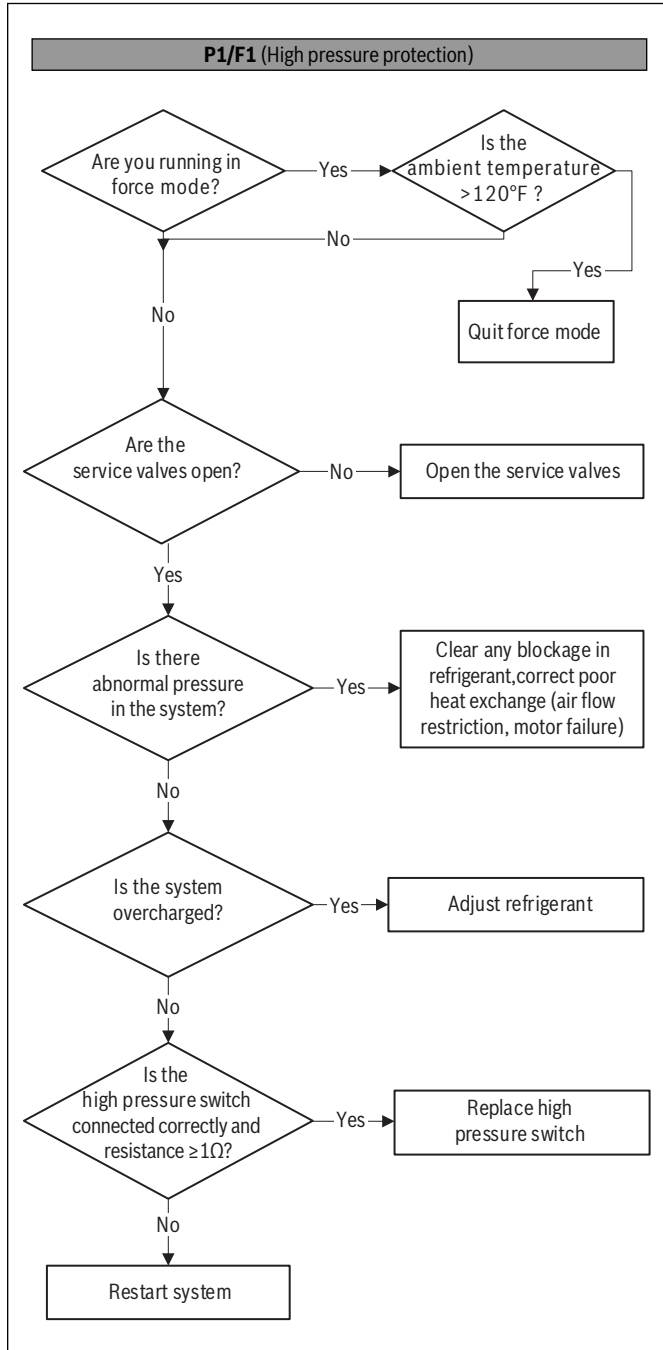 P1/F1 (High pressure protection)
Are you running in
force mode?
Yes
Is the
ambient temperature
>120°F ?
No
Yes
Quit force mode
No
Are the
service valves open?
No
Open the service valves
Yes
Is there
abnormal pressure
in the system?
Yes
Clear any blockage in
refrigerant,correct poor
heat exchange (air flow
restriction, motor failure)
No
Is the system
overcharged?
Yes
Adjust refrigerant
No
Is the
high pressure switch
connected correctly and
resistance ≥1Ω?
Yes
Replace high
pressure switch
No
Restart system